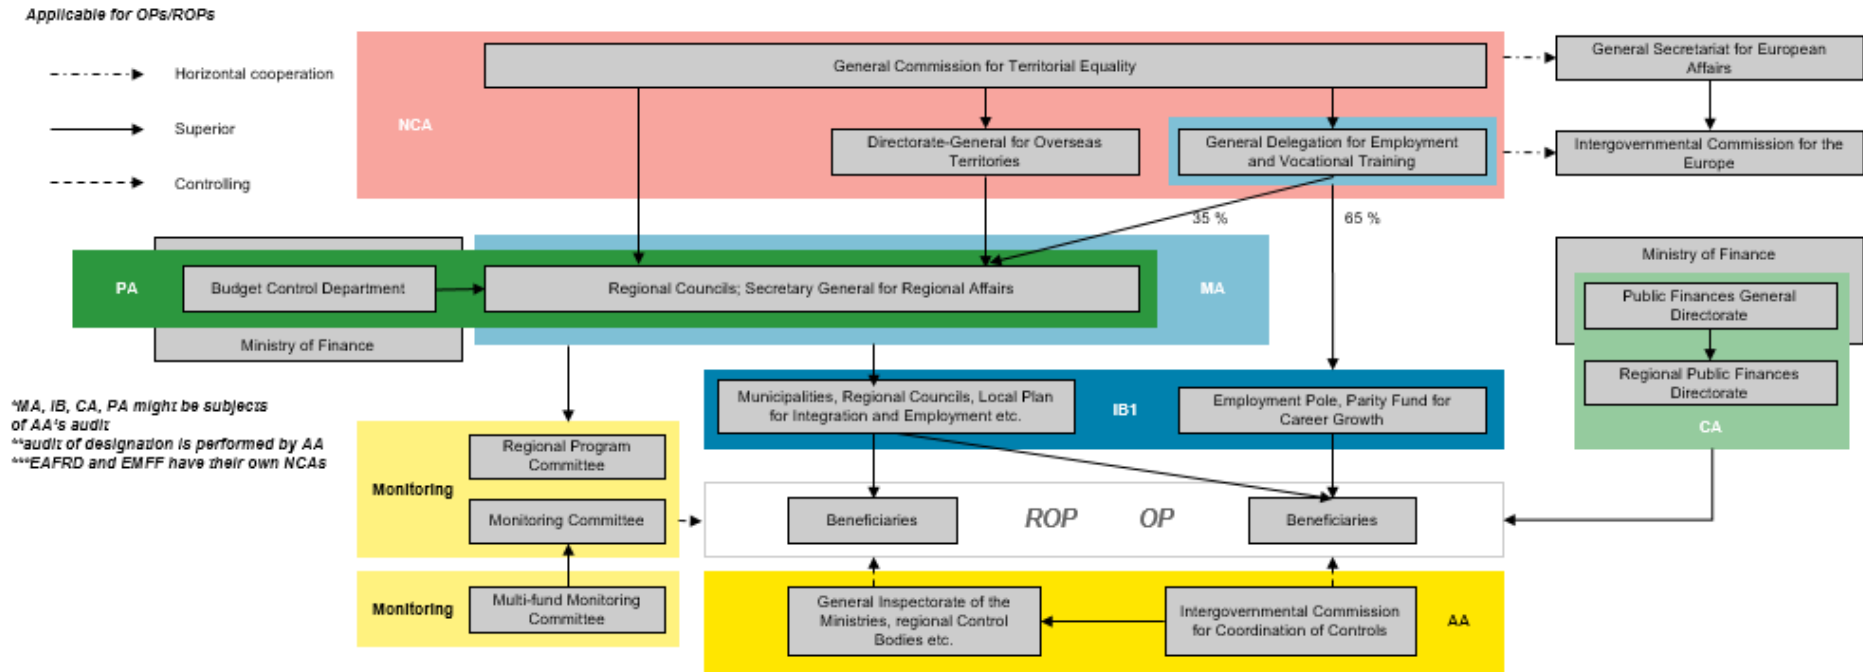 Applicable for OPs/ROPs
Horizontal cooperation
Superior
Controlling
NCA
General Commission for Territorial Equality
Directorate-General for Overseas
Territories
General Delegation for Employment
and Vocational Training
General Secretariat for European
Affairs
Intergovernmental Commission for the
Europe
35 %
65 %
PA
Budget Control Department
Ministry of Finance
Regional Councils; Secretary General for Regional Affairs
MA
Ministry of Finance
Public Finances General
Directorate
Regional Public Finances
Directorate
CA
*MA, IB, CA, PA might be subjects
of AA's audit
**audit of designation is performed by AA
***EAFRD and EMFF have their own NCAs
Municipalities, Regional Councils, Local Plan
for Integration and Employment etc.
IB1
Employment Pole, Parity Fund for
Career Growth
Monitoring
Regional Program
Committee
Monitoring Committee
Beneficiaries
ROP
OP
Beneficiaries
Monitoring
Multi-fund Monitoring
Committee
General Inspectorate of the
Ministries, regional Control
Bodies etc.
Intergovernmental Commission
for Coordination of Controls
AA